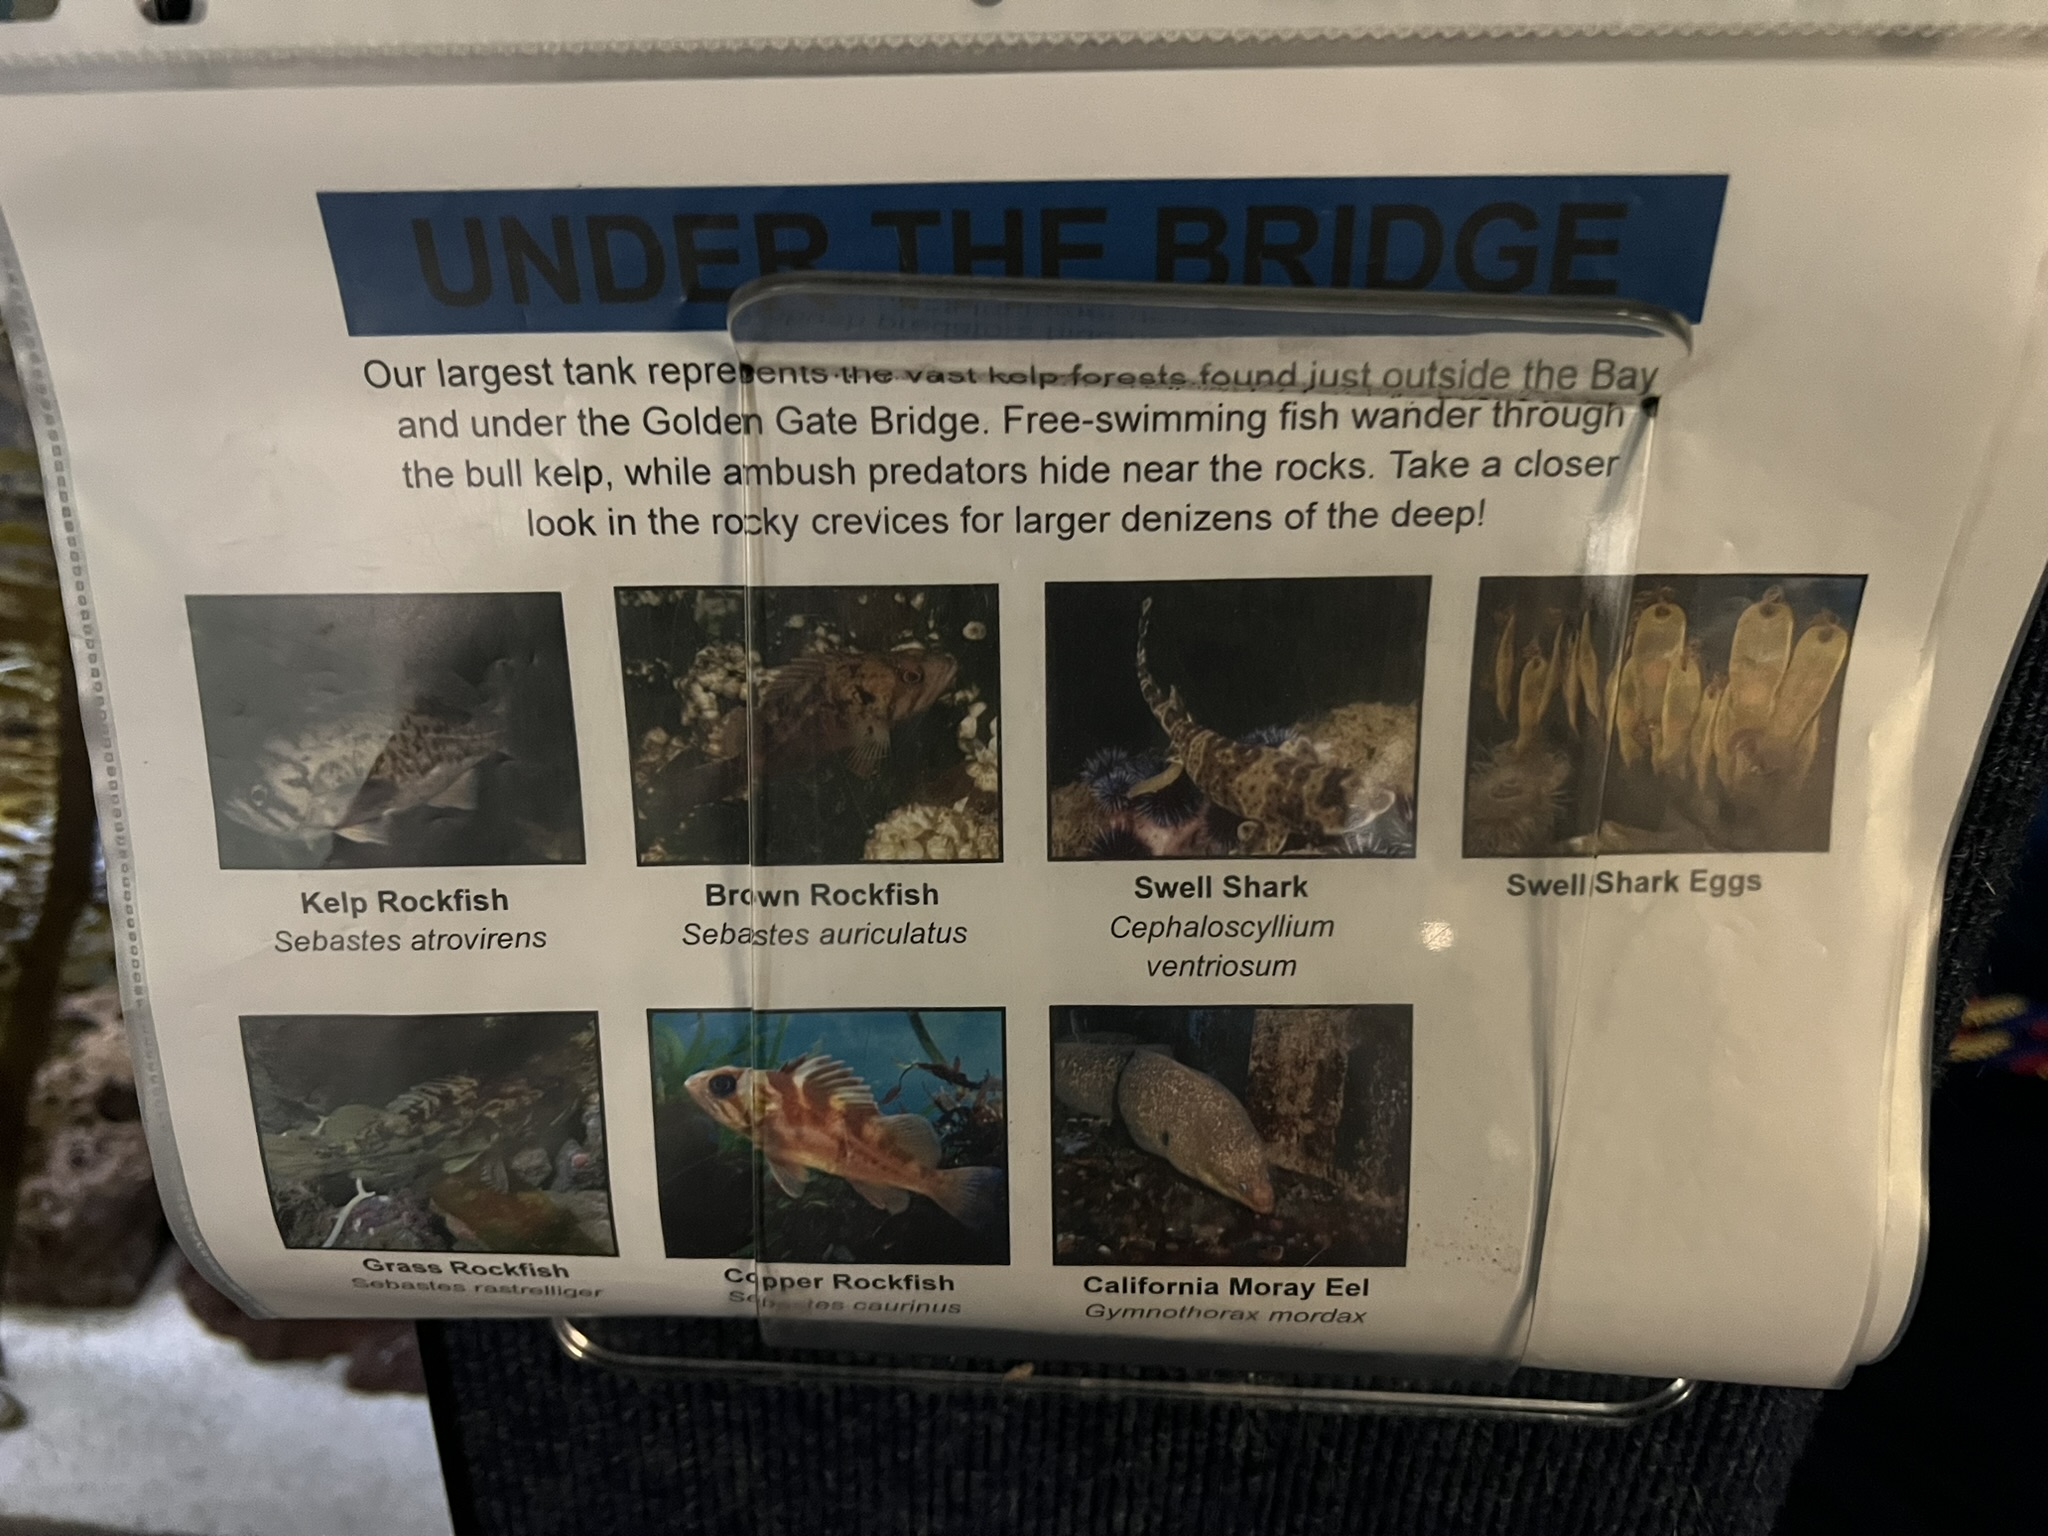 UNDER THE BRIDGE
Our largest tank represents the vast kelp forests found just outside the Bay
and under the Golden Gate Bridge. Free-swimming fish wander through
the bull kelp, while ambush predators hide near the rocks. Take a closer
look in the rocky crevices for larger denizens of the deep!
Kelp Rockfish
Sebastes atrovirens
Brown Rockfish
Sebastes auriculatus
Swell Shark
Cephaloscyllium
ventriosum
Swell Shark Eggs
Grass Rockfish
Sebastes rastrelliger
Copper Rockfish
Sebastes caurinus
California Moray Eel
Gymnothorax mordax